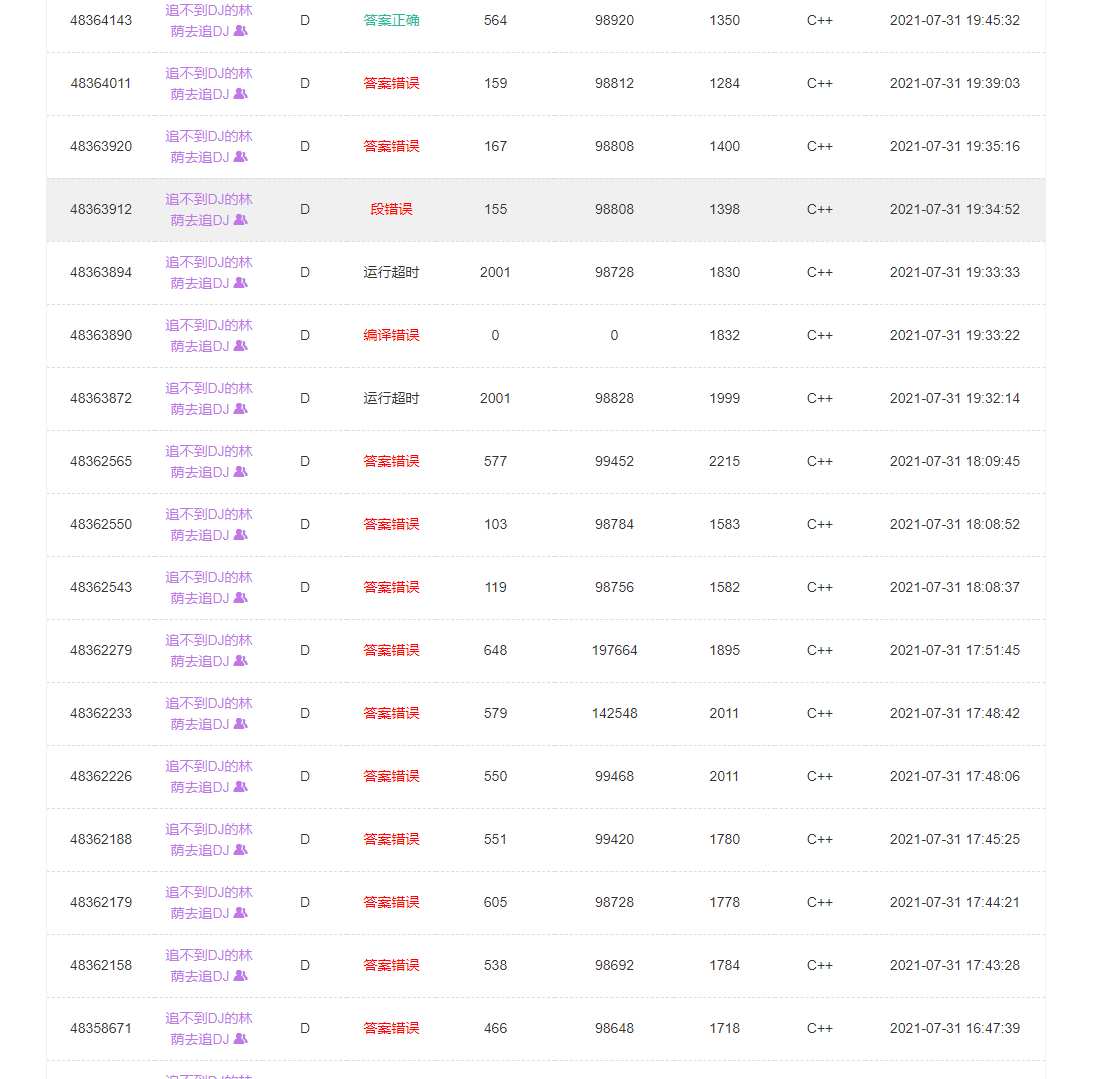 48364143 追不到DJ的林 D 答案正确 564 98920 1350 C++ 2021-07-31 19:45:32
荫去追DJ
48364011 追不到DJ的林 D 答案错误 159 98812 1284 C++ 2021-07-31 19:39:03
荫去追DJ
48363920 追不到DJ的林 D 答案错误 167 98808 1400 C++ 2021-07-31 19:35:16
荫去追DJ
48363912 追不到DJ的林 D 段错误 155 98808 1398 C++ 2021-07-31 19:34:52
荫去追DJ
48363894 追不到DJ的林 D 运行超时 2001 98728 1830 C++ 2021-07-31 19:33:33
荫去追DJ
48363890 追不到DJ的林 D 编译错误 0 0 1832 C++ 2021-07-31 19:33:22
荫去追DJ
48363872 追不到DJ的林 D 运行超时 2001 98828 1999 C++ 2021-07-31 19:32:14
荫去追DJ
48362565 追不到DJ的林 D 答案错误 577 99452 2215 C++ 2021-07-31 18:09:45
荫去追DJ
48362550 追不到DJ的林 D 答案错误 103 98784 1583 C++ 2021-07-31 18:08:52
荫去追DJ
48362543 追不到DJ的林 D 答案错误 119 98756 1582 C++ 2021-07-31 18:08:37
荫去追DJ
48362279 追不到DJ的林 D 答案错误 648 197664 1895 C++ 2021-07-31 17:51:45
荫去追DJ
48362233 追不到DJ的林 D 答案错误 579 142548 2011 C++ 2021-07-31 17:48:42
荫去追DJ
48362226 追不到DJ的林 D 答案错误 550 99468 2011 C++ 2021-07-31 17:48:06
荫去追DJ
48362188 追不到DJ的林 D 答案错误 551 99420 1780 C++ 2021-07-31 17:45:25
荫去追DJ
48362179 追不到DJ的林 D 答案错误 605 98728 1778 C++ 2021-07-31 17:44:21
荫去追DJ
48362158 追不到DJ的林 D 答案错误 538 98692 1784 C++ 2021-07-31 17:43:28
荫去追DJ
48358671 追不到DJ的林 D 答案错误 466 98648 1718 C++ 2021-07-31 16:47:39
荫去追DJ